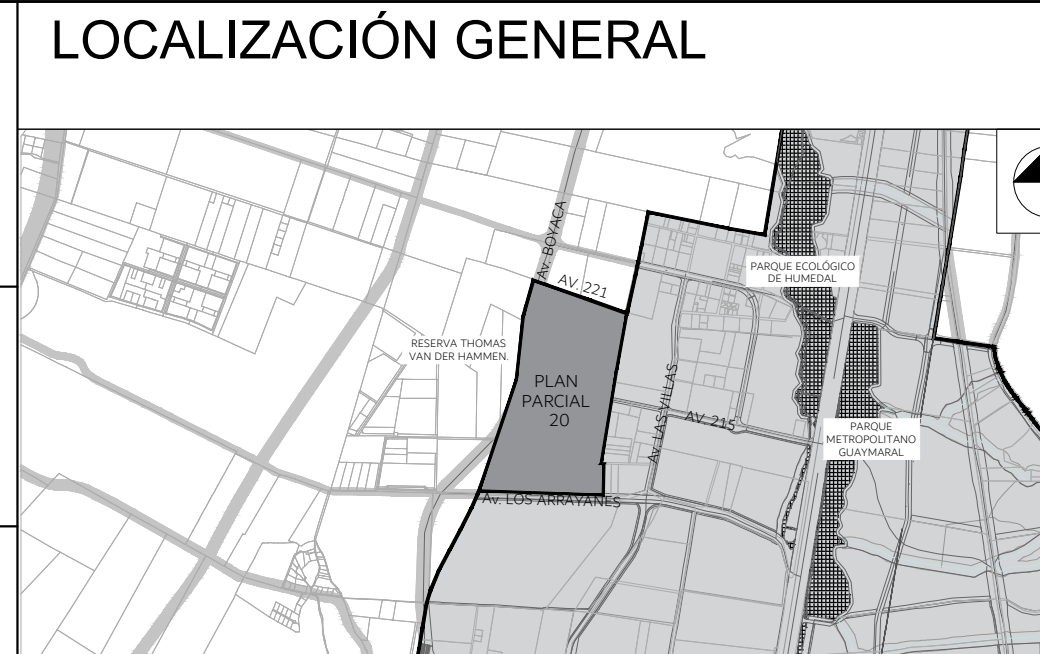 LOCALIZACIÓN GENERAL
Av. BOYACA
AV. 221
PARQUE ECOLÓGICO
DE HUMEDAL
RESERVA THOMAS
VAN DER HAMMEN.
PLAN
PARCIAL
20
Av. LAS VILLAS
AV. 215
PARQUE
METROPOLITANO
GUAYMARAL
Av. LOS ARRAYANES